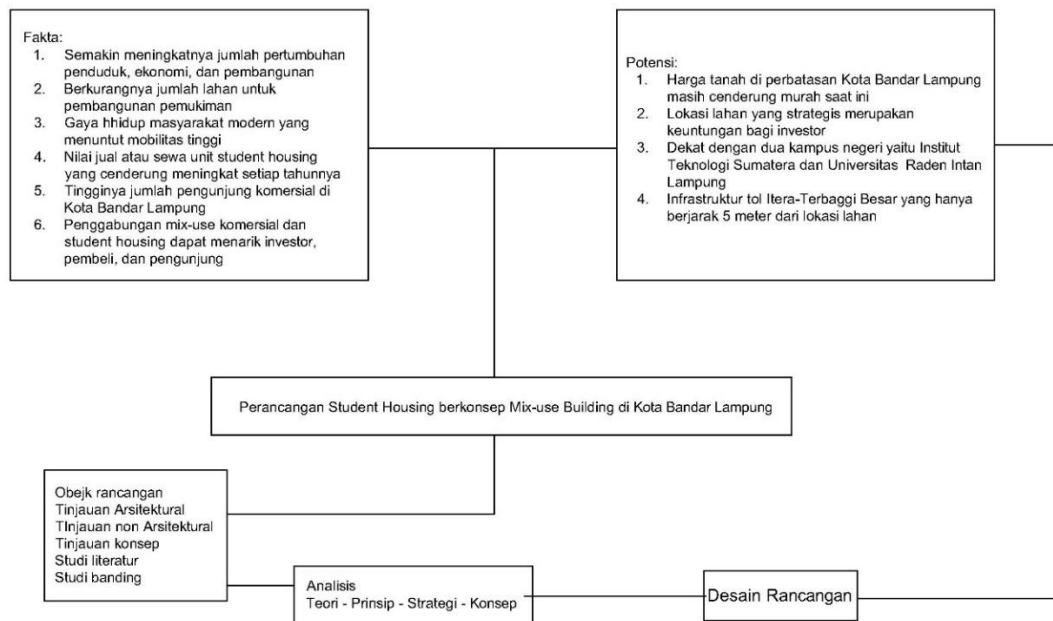 Fakta:
1. Semakin meningkatnya jumlah pertumbuhan
penduduk, ekonomi, dan pembangunan
2. Berkurangnya jumlah lahan untuk
pembangunan pemukiman
3. Gaya hhidup masyarakat modern yang
menuntut mobilitas tinggi
4. Nilai jual atau sewa unit student housing
yang cenderung meningkat setiap tahunnya
5. Tingginya jumlah pengunjung komersial di
Kota Bandar Lampung
6. Penggabungan mix-use komersial dan
student housing dapat menarik investor,
pembeli, dan pengunjung
Potensi:
1. Harga tanah di perbatasan Kota Bandar Lampung
masih cenderung murah saat ini
2. Lokasi lahan yang strategis merupakan
keuntungan bagi investor
3. Dekat dengan dua kampus negeri yaitu Institut
Teknologi Sumatera dan Universitas Raden Intan
Lampung
4. Infrastruktur tol Itera-Terbaggi Besar yang hanya
berjarak 5 meter dari lokasi lahan
Perancangan Student Housing berkonsep Mix-use Building di Kota Bandar Lampung
Obejk rancangan
Tinjauan Arsitektural
TInjauan non Arsitektural
Tinjauan konsep
Studi literatur
Studi banding
Analisis
Teori - Prinsip - Strategi - Konsep
Desain Rancangan